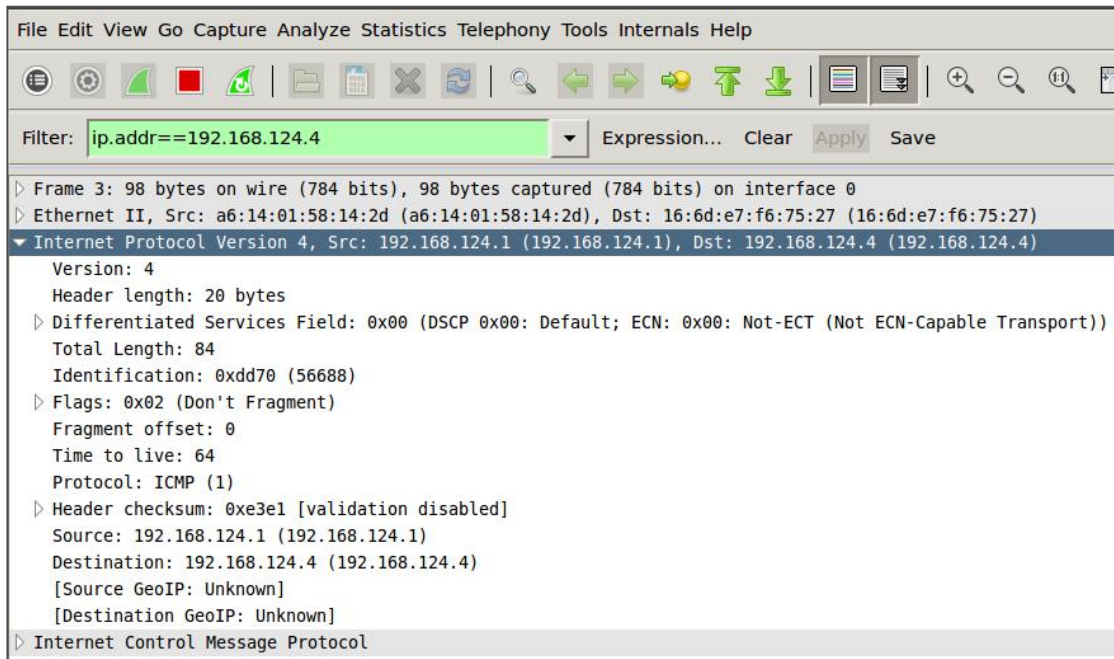 File Edit View Go Capture Analyze Statistics Telephony Tools Internals Help
Filter: ip.addr==192.168.124.4 Expression... Clear Apply Save
Frame 3: 98 bytes on wire (784 bits), 98 bytes captured (784 bits) on interface 0
Ethernet II, Src: a6:14:01:58:14:2d (a6:14:01:58:14:2d), Dst: 16:6d:e7:f6:75:27 (16:6d:e7:f6:75:27)
Internet Protocol Version 4, Src: 192.168.124.1 (192.168.124.1), Dst: 192.168.124.4 (192.168.124.4)
Version: 4
Header length: 20 bytes
Differentiated Services Field: 0x00 (DSCP 0x00: Default; ECN: 0x00: Not-ECT (Not ECN-Capable Transport))
Total Length: 84
Identification: 0xdd70 (56688)
Flags: 0x02 (Don't Fragment)
Fragment offset: 0
Time to live: 64
Protocol: ICMP (1)
Header checksum: 0xe3e1 [validation disabled]
Source: 192.168.124.1 (192.168.124.1)
Destination: 192.168.124.4 (192.168.124.4)
[Source GeoIP: Unknown]
[Destination GeoIP: Unknown]
Internet Control Message Protocol